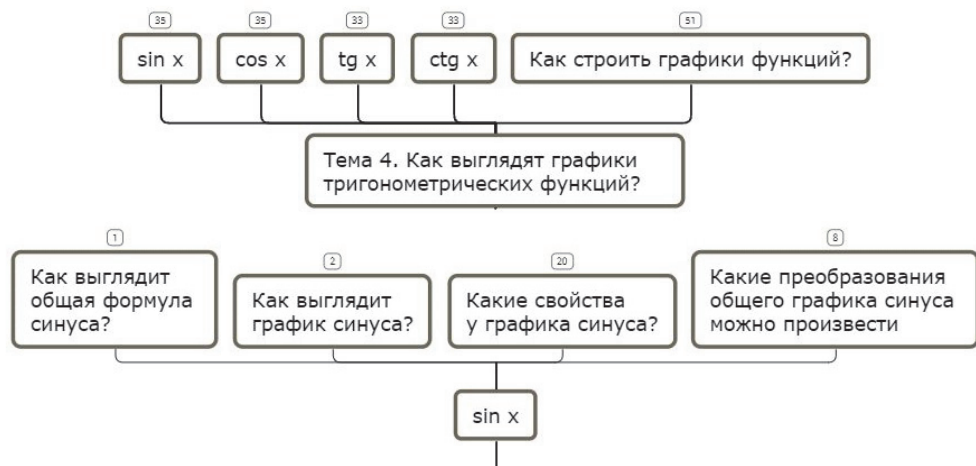 35 35 33 33 51
sin x cos x tg x ctg x Как строить графики функций?
Тема 4. Как выглядят графики
тригонометрических функций?
1
Как выглядит
общая формула
синуса?
2
Как выглядит
график синуса?
20
Какие свойства
у графика синуса?
8
Какие преобразования
общего графика синуса
можно произвести
sin x